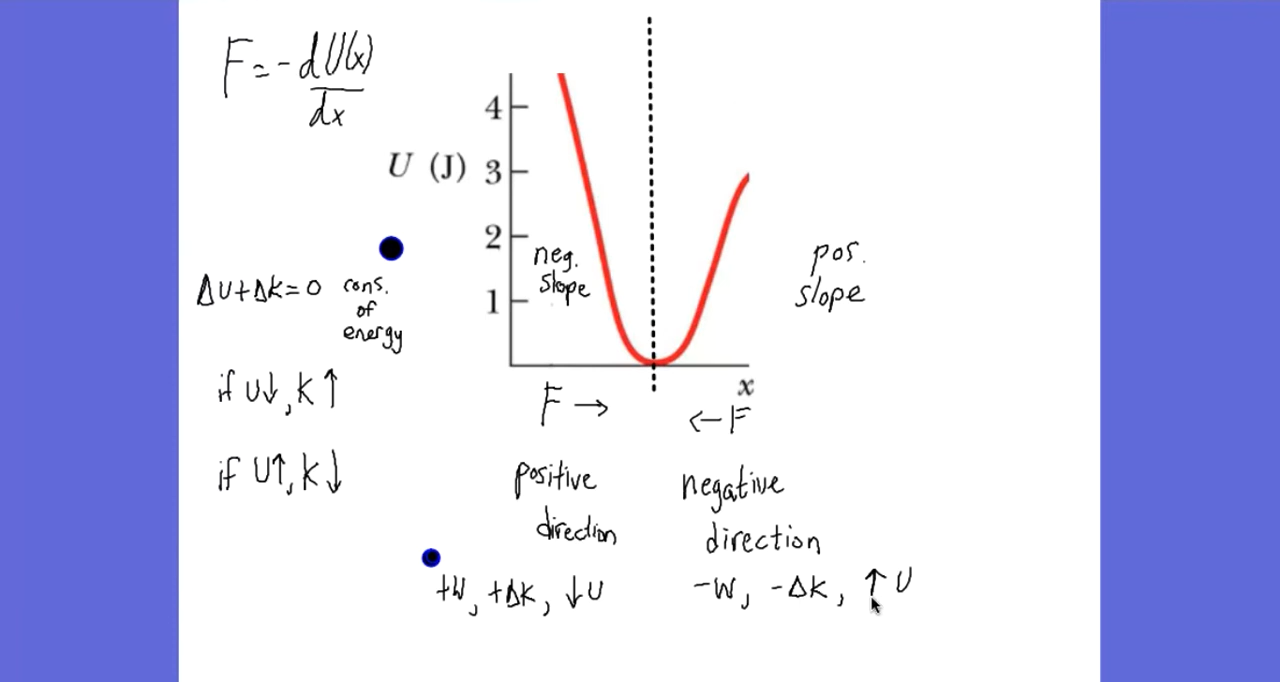 F = - dU(x)
dx
4
U (J) 3
2
1
x
neg.
slope
pos.
slope
ΔU+ΔK=0 cons.
of
energy
if U↓, K↑
if U↑, K↓
F →
← F
positive
direction
negative
direction
+W, +ΔK, ↓U
-W, -ΔK, ↑U